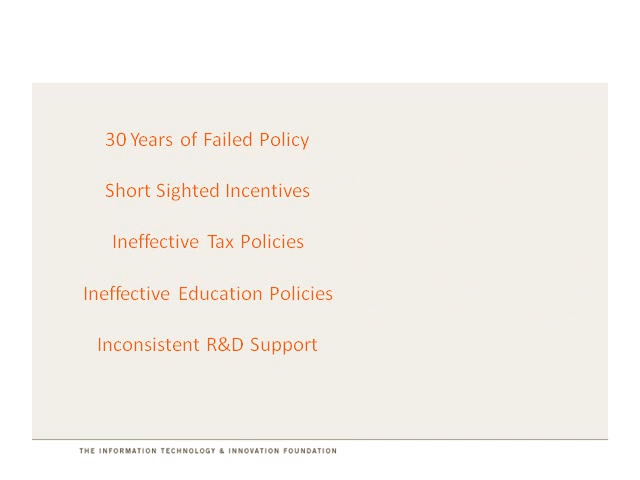 30 Years of Failed Policy
Short Sighted Incentives
Ineffective Tax Policies
Ineffective Education Policies
Inconsistent R&D Support
THE INFORMATION TECHNOLOGY & INNOVATION FOUNDATION